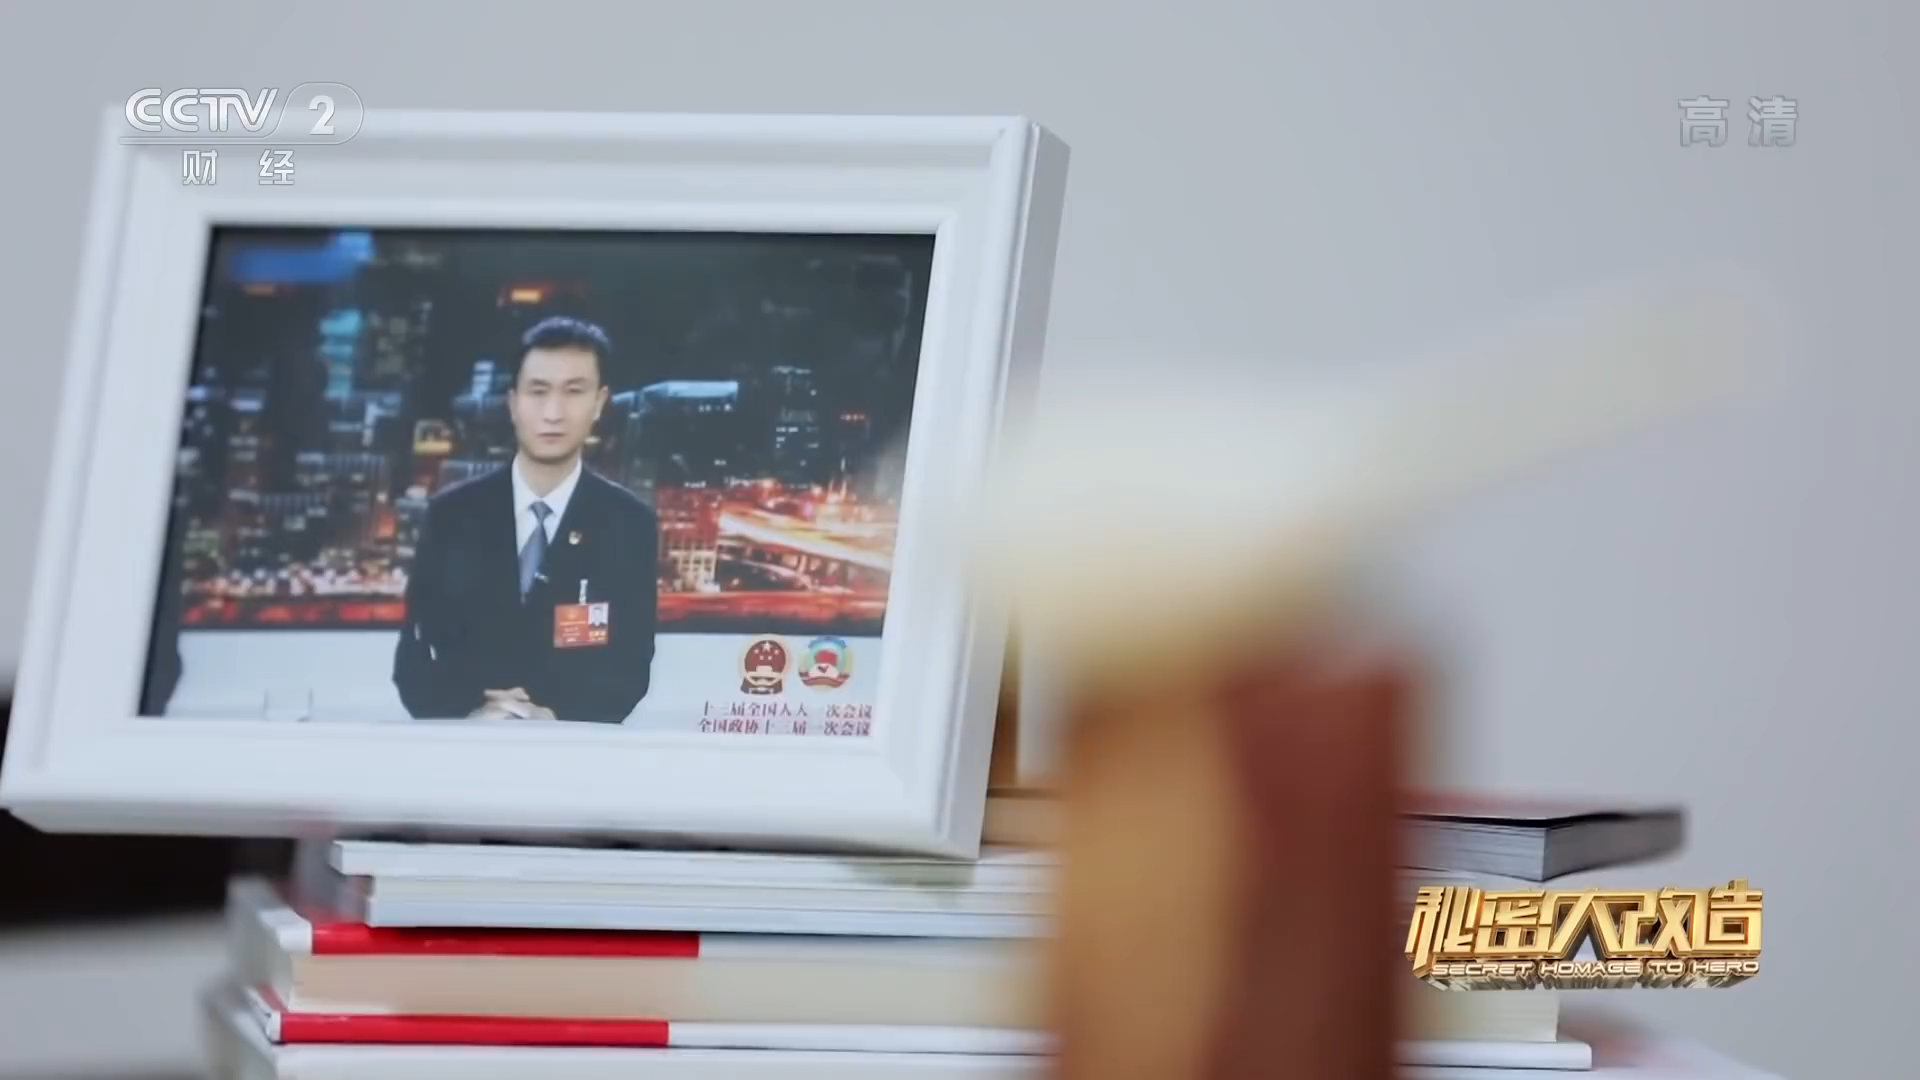 CCTV 2
财 经
高 清
十三届全国人大一次会议
全国政协十三届一次会议
秘密大改造
SECRET HOMAGE TO HERO